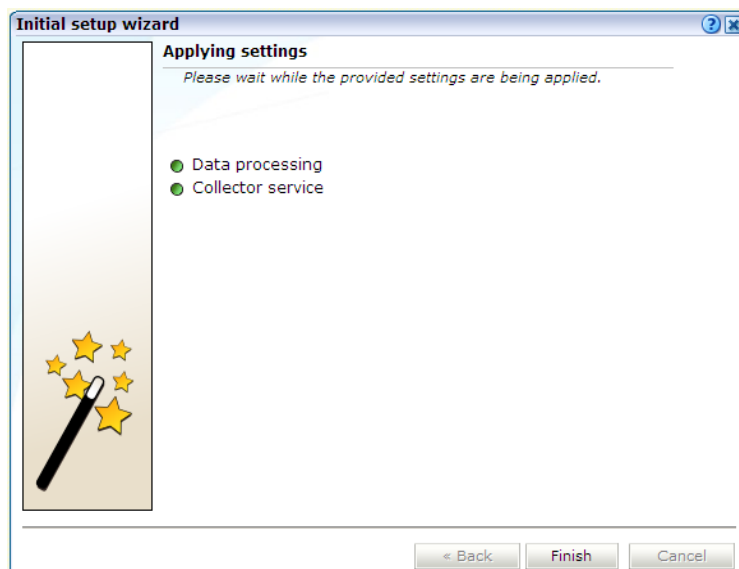 Initial setup wizard
Applying settings
Please wait while the provided settings are being applied.
Data processing
Collector service
« Back
Finish
Cancel